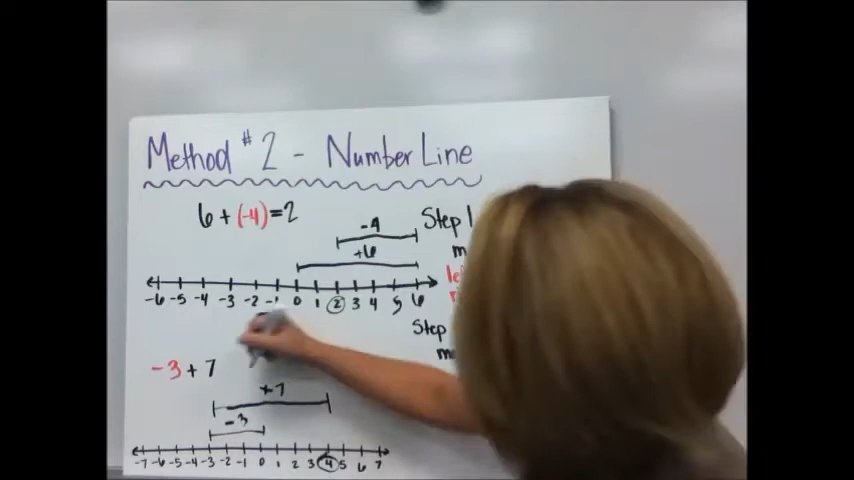 Method #2 - Number Line
6 + (-4) = 2
Step 1
-4
+6
-6 -5 -4 -3 -2 -1 0 1 2 3 4 5 6
Step
-3 + 7
+7
-3
-7 -6 -5 -4 -3 -2 -1 0 1 2 3 4 5 6 7